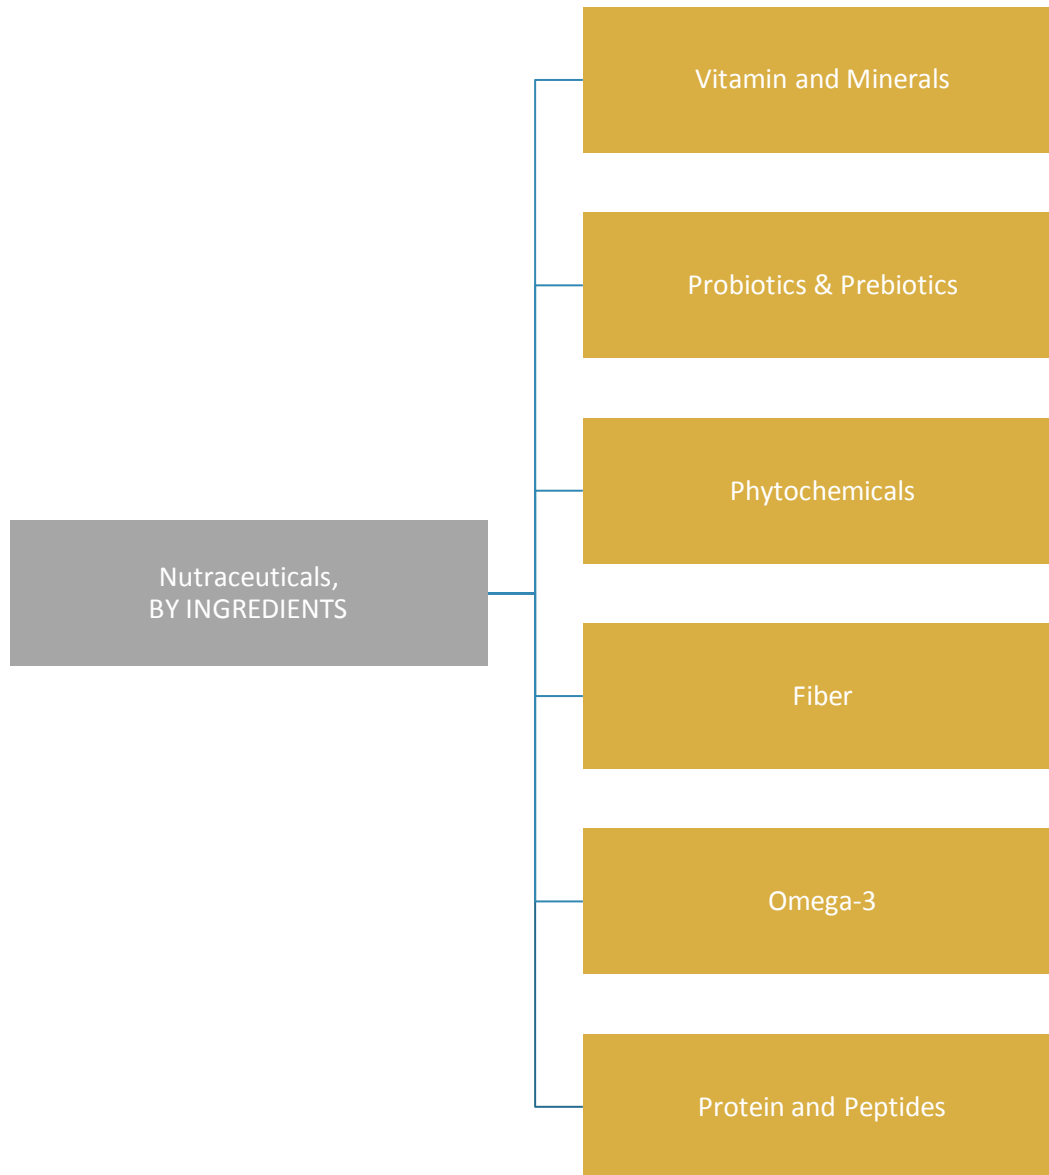 Vitamin and Minerals
Probiotics & Prebiotics
Phytochemicals
Nutraceuticals,
BY INGREDIENTS
Fiber
Omega-3
Protein and Peptides